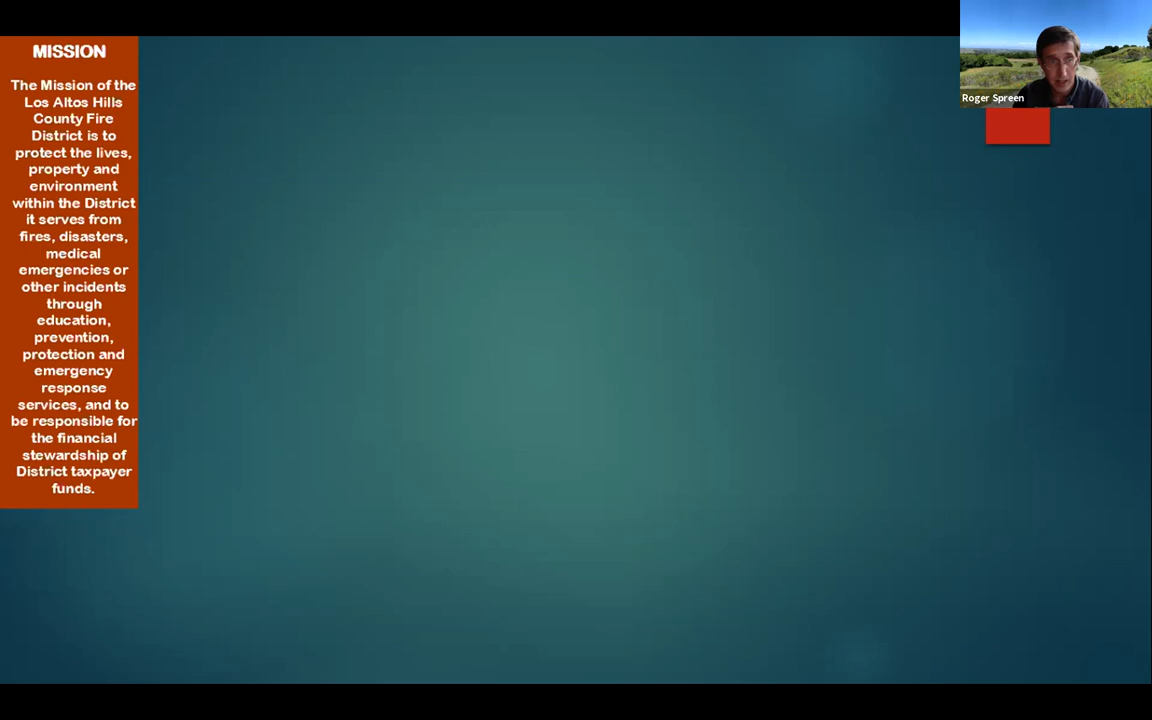 MISSION
The Mission of the
Los Altos Hills
County Fire
District is to
protect the lives,
property and
environment
within the District
it serves from
fires, disasters,
medical
emergencies or
other incidents
through
education,
prevention,
protection and
emergency
response
services, and to
be responsible for
the financial
stewardship of
District taxpayer
funds.
Roger Spreen